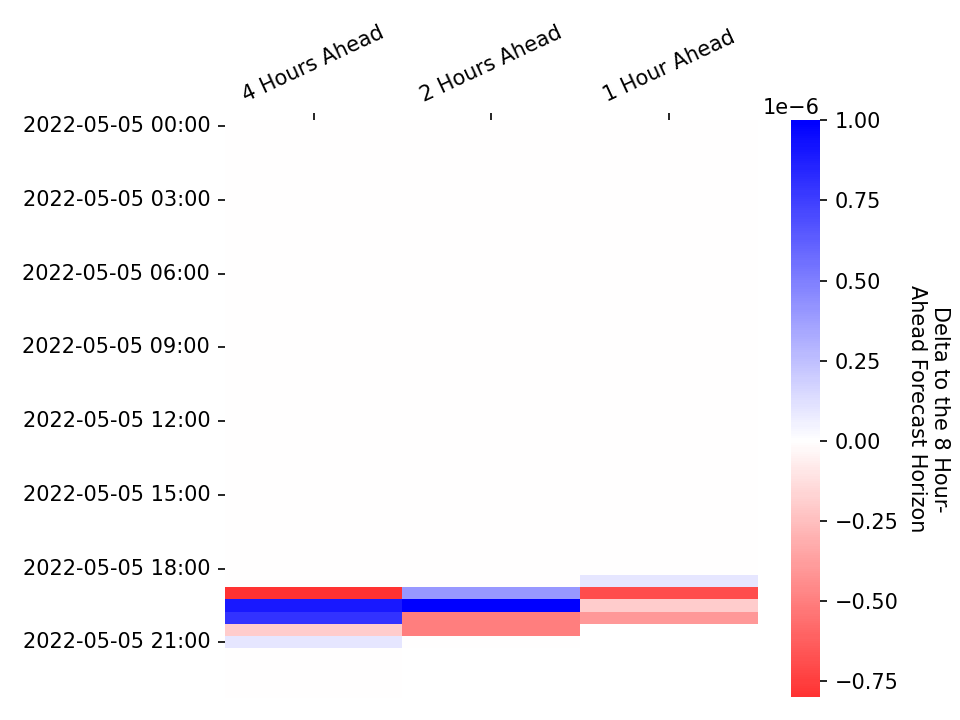 4 Hours Ahead
2 Hours Ahead
1 Hour Ahead
2022-05-05 00:00
2022-05-05 03:00
2022-05-05 06:00
2022-05-05 09:00
2022-05-05 12:00
2022-05-05 15:00
2022-05-05 18:00
2022-05-05 21:00
1e−6
1.00
0.75
0.50
0.25
0.00
−0.25
−0.50
−0.75
Delta to the 8 Hour-
Ahead Forecast Horizon